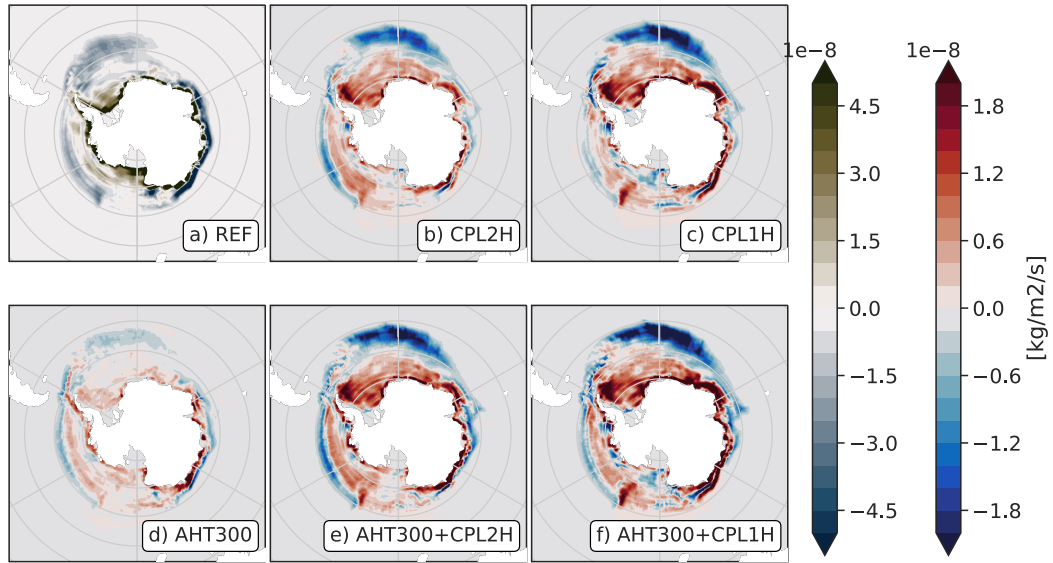 a) REF
b) CPL2H
c) CPL1H
d) AHT300
e) AHT300+CPL2H
f) AHT300+CPL1H
1e−8
4.5
3.0
1.5
0.0
−1.5
−3.0
−4.5
1e−8
1.8
1.2
0.6
0.0
−0.6
−1.2
−1.8
[kg/m2/s]